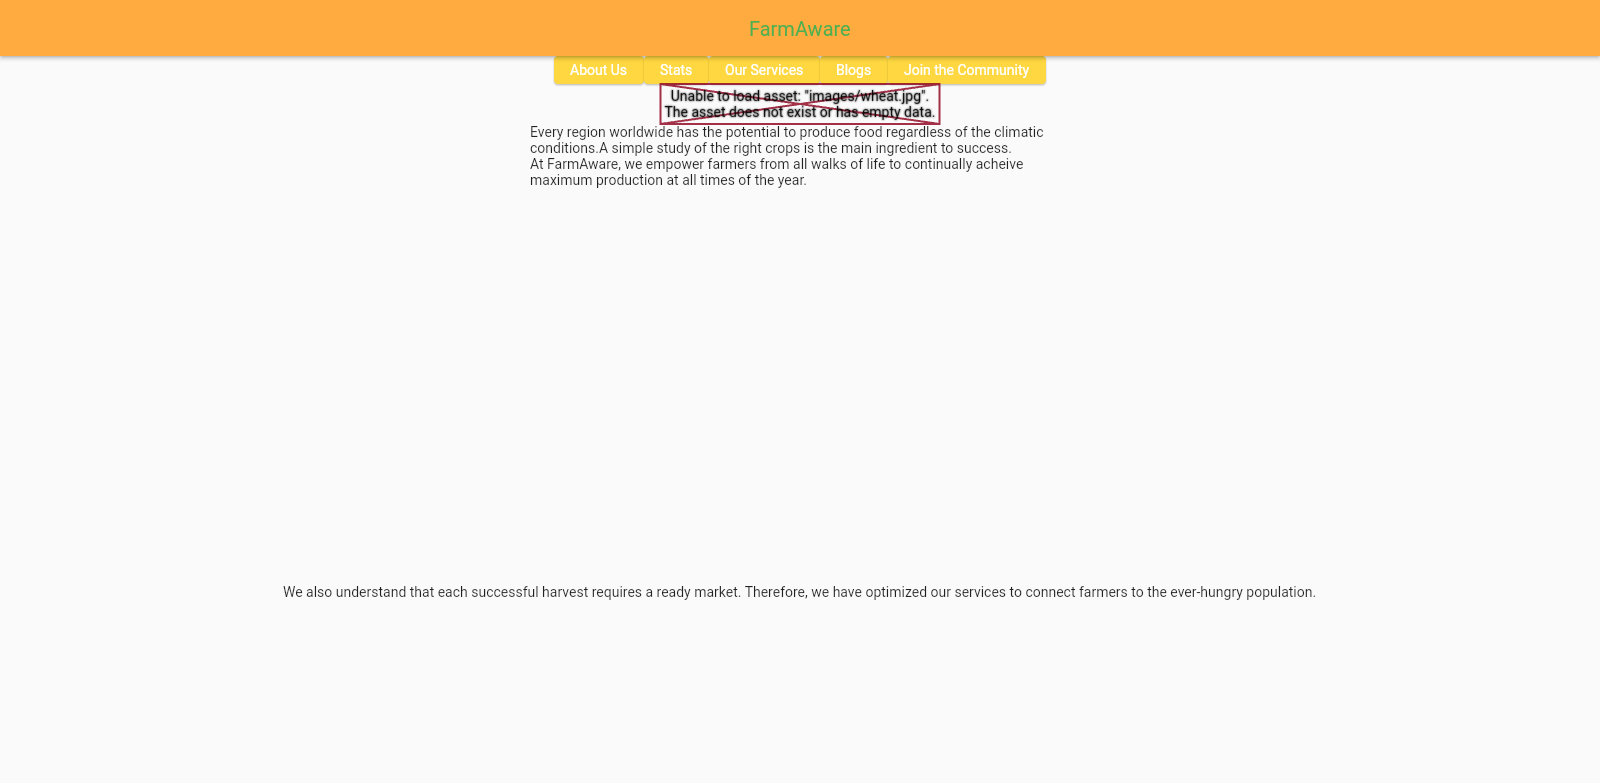 FarmAware
About Us Stats Our Services Blogs Join the Community
Unable to load asset: "images/wheat.jpg".
The asset does not exist or has empty data.
Every region worldwide has the potential to produce food regardless of the climatic
conditions.A simple study of the right crops is the main ingredient to success.
At FarmAware, we empower farmers from all walks of life to continually acheive
maximum production at all times of the year.
We also understand that each successful harvest requires a ready market. Therefore, we have optimized our services to connect farmers to the ever-hungry population.